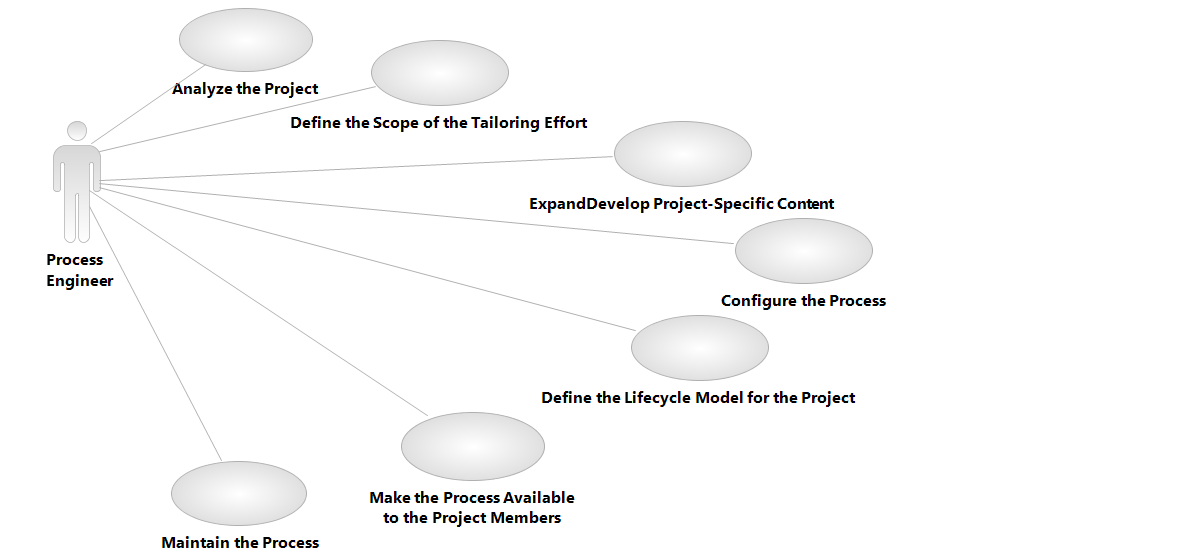 Analyze the Project
Define the Scope of the Tailoring Effort
ExpandDevelop Project-Specific Content
Process
Engineer
Configure the Process
Define the Lifecycle Model for the Project
Make the Process Available
to the Project Members
Maintain the Process